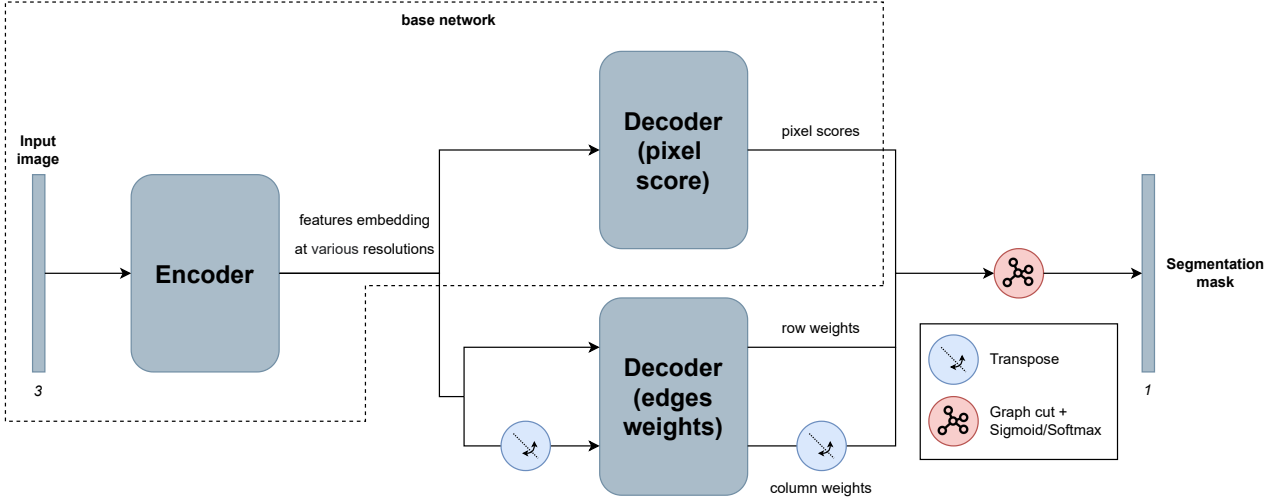 base network
Input
image
3
Encoder
features embedding
at various resolutions
Decoder
(pixel
score)
pixel scores
Decoder
(edges
weights)
row weights
column weights
Segmentation
mask
1
Transpose
Graph cut +
Sigmoid/Softmax